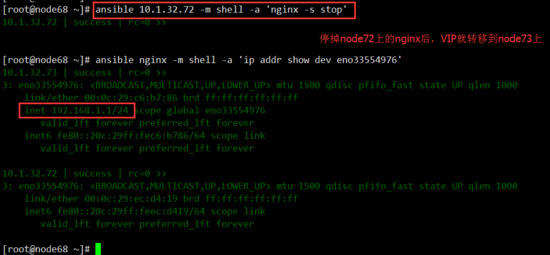 [root@node68 ~]# ansible 10.1.32.72 -m shell -a 'nginx -s stop'
10.1.32.72 | success | rc=0 >>
停掉node72上的nginx后，VIP就转移到node73上
[root@node68 ~]# ansible nginx -m shell -a 'ip addr show dev eno33554976'
10.1.32.73 | success | rc=0 >>
3: eno33554976: <BROADCAST,MULTICAST,UP,LOWER_UP> mtu 1500 qdisc pfifo_fast state UP qlen 1000
link/ether 00:0c:29:c6:b7:86 brd ff:ff:ff:ff:ff:ff
inet 192.168.1.1/24 scope global eno33554976
valid_lft forever preferred_lft forever
inet6 fe80::20c:29ff:fec6:b786/64 scope link
valid_lft forever preferred_lft forever
10.1.32.72 | success | rc=0 >>
3: eno33554976: <BROADCAST,MULTICAST,UP,LOWER_UP> mtu 1500 qdisc pfifo_fast state UP qlen 1000
link/ether 00:0c:29:ec:d4:19 brd ff:ff:ff:ff:ff:ff
inet6 fe80::20c:29ff:feec:d419/64 scope link
valid_lft forever preferred_lft forever
[root@node68 ~]#